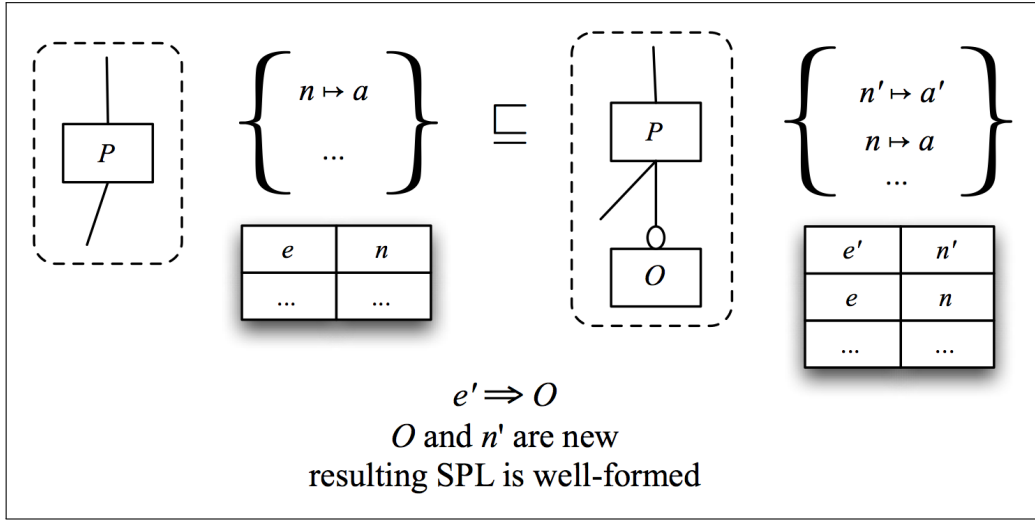 P
n ↦ a
...
e n
... ...
⊑
P
O
n' ↦ a'
n ↦ a
...
e' n'
e n
... ...
e' ⇒ O
O and n' are new
resulting SPL is well-formed